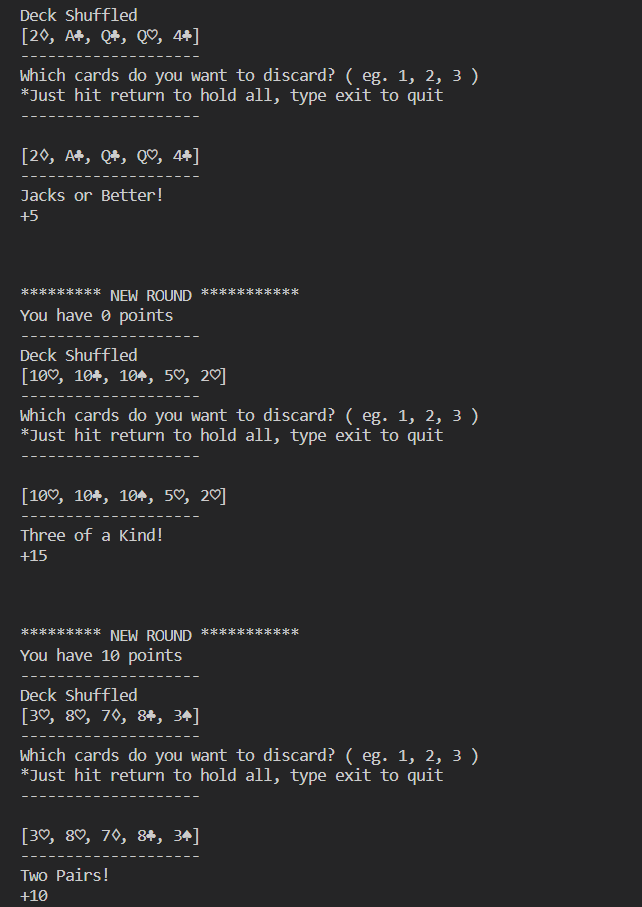 Deck Shuffled
[2♢, A♣, Q♣, Q♡, 4♣]
--------------------
Which cards do you want to discard? ( eg. 1, 2, 3 )
*Just hit return to hold all, type exit to quit
--------------------
[2♢, A♣, Q♣, Q♡, 4♣]
--------------------
Jacks or Better!
+5
********* NEW ROUND ***********
You have 0 points
--------------------
Deck Shuffled
[10♡, 10♣, 10♠, 5♡, 2♡]
--------------------
Which cards do you want to discard? ( eg. 1, 2, 3 )
*Just hit return to hold all, type exit to quit
--------------------
[10♡, 10♣, 10♠, 5♡, 2♡]
--------------------
Three of a Kind!
+15
********* NEW ROUND ***********
You have 10 points
--------------------
Deck Shuffled
[3♡, 8♡, 7♢, 8♣, 3♠]
--------------------
Which cards do you want to discard? ( eg. 1, 2, 3 )
*Just hit return to hold all, type exit to quit
--------------------
[3♡, 8♡, 7♢, 8♣, 3♠]
--------------------
Two Pairs!
+10